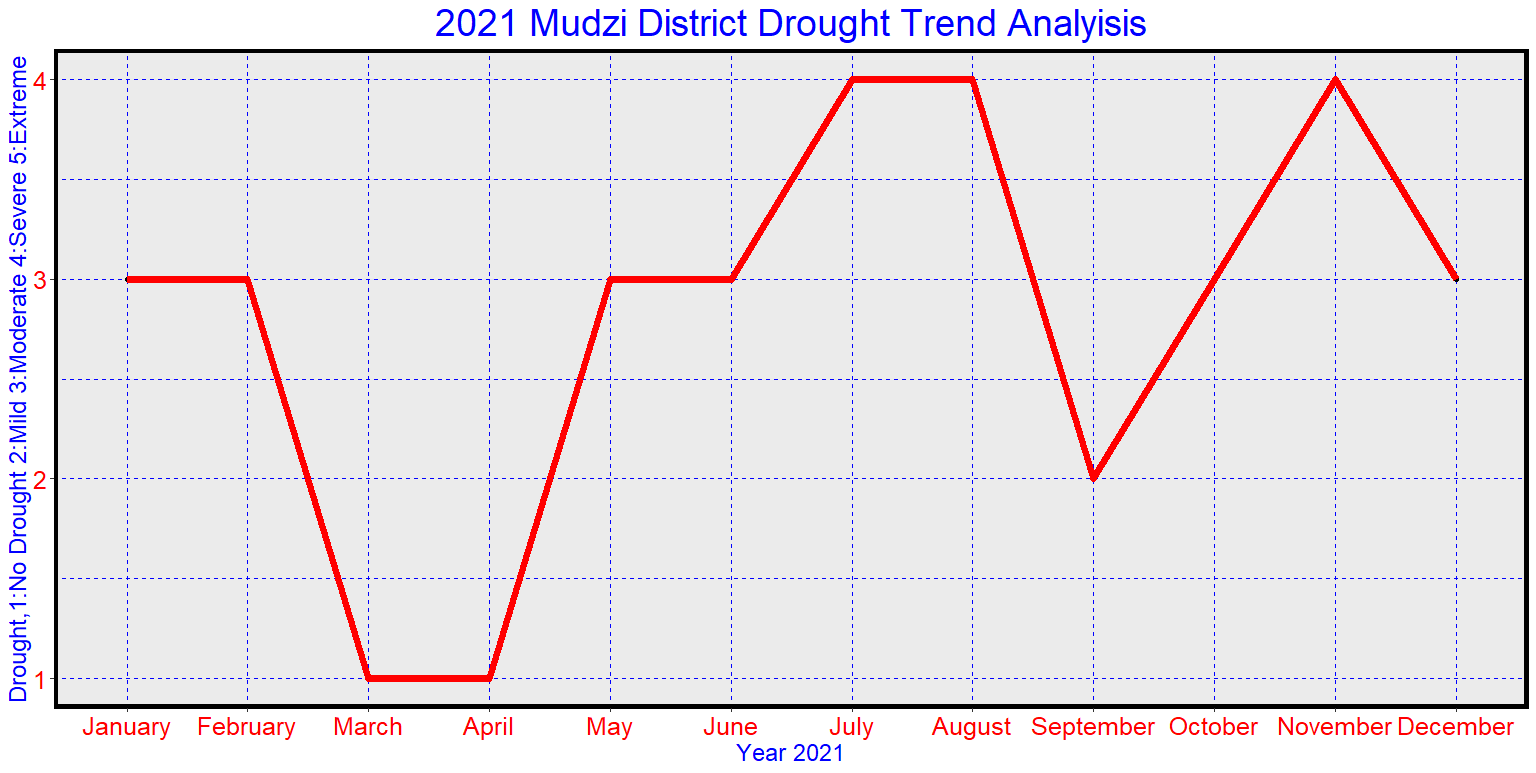 2021 Mudzi District Drought Trend Analyisis
Drought,1:No Drought 2:Mild 3:Moderate 4:Severe 5:Extreme
4
3
2
1
January February March April May June July August September October November December
Year 2021